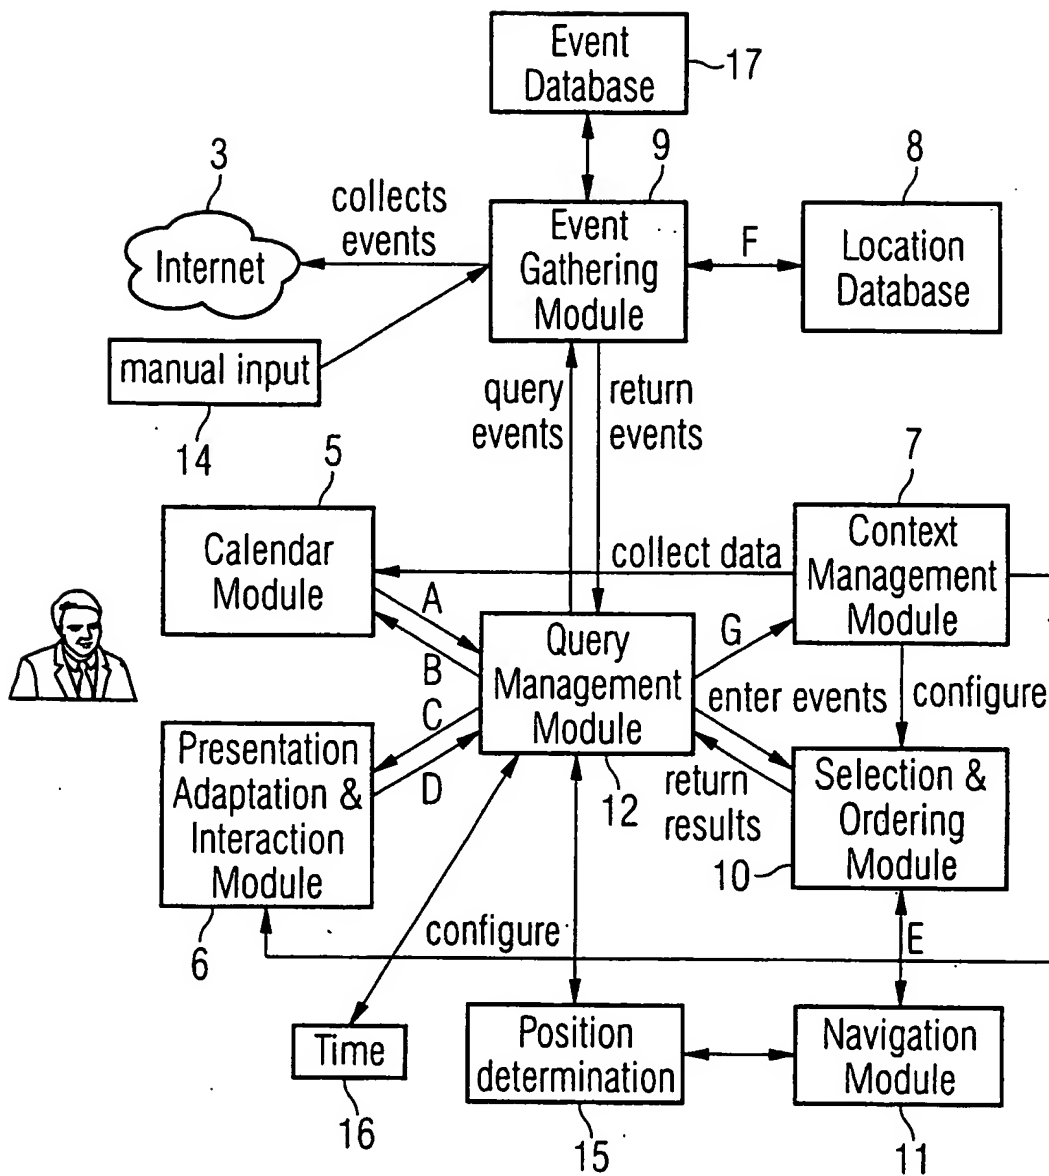 Event
Database
17
3
collects
events
9
8
Internet
Event
Gathering
Module
F
Location
Database
manual input
14
query
events
return
events
5
7
Calendar
Module
collect data
Context
Management
Module
A
B
C
D
Query
Management
Module
G
enter events
configure
Presentation
Adaptation &
Interaction
Module
12
return
results
Selection &
Ordering
Module
10
6
configure
E
Time
16
Position
determination
15
Navigation
Module
11